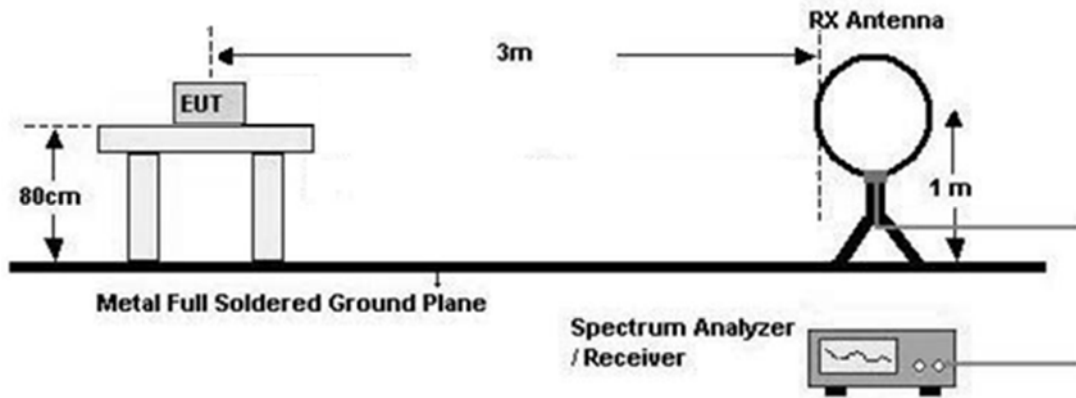 RX Antenna
3m
EUT
80cm
1 m
Metal Full Soldered Ground Plane
Spectrum Analyzer
/ Receiver